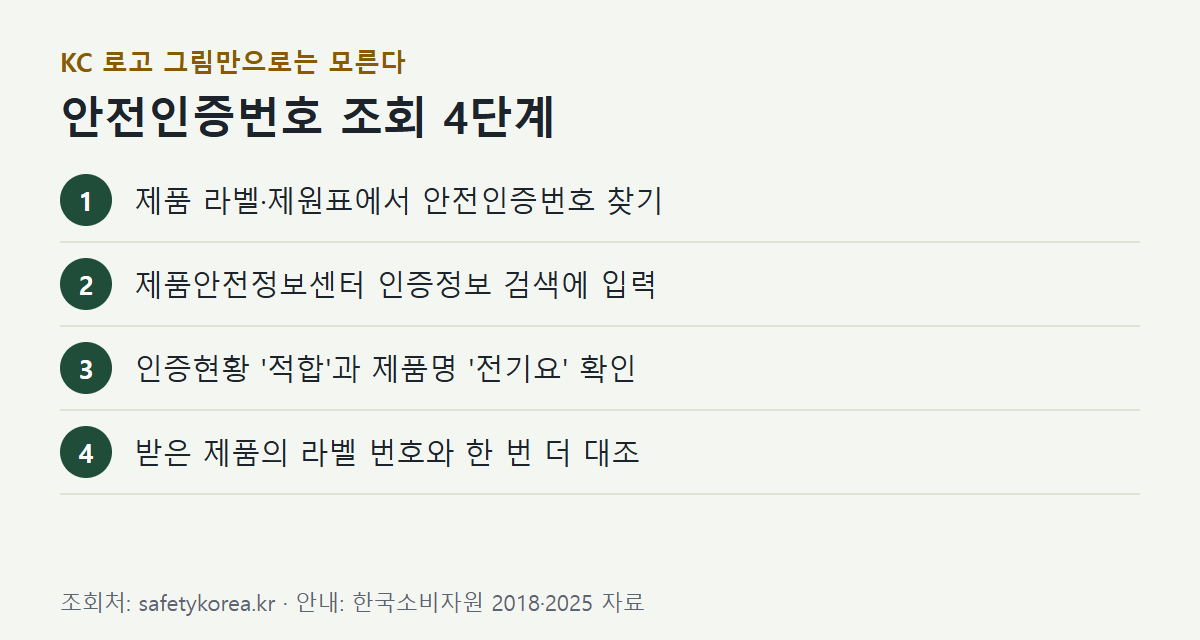 KC 로고 그림만으로는 모른다
안전인증번호 조회 4단계
1 제품 라벨·제원표에서 안전인증번호 찾기
2 제품안전정보센터 인증정보 검색에 입력
3 인증현황 '적합'과 제품명 '전기요' 확인
4 받은 제품의 라벨 번호와 한 번 더 대조
조회처: safetykorea.kr · 안내: 한국소비자원 2018·2025 자료